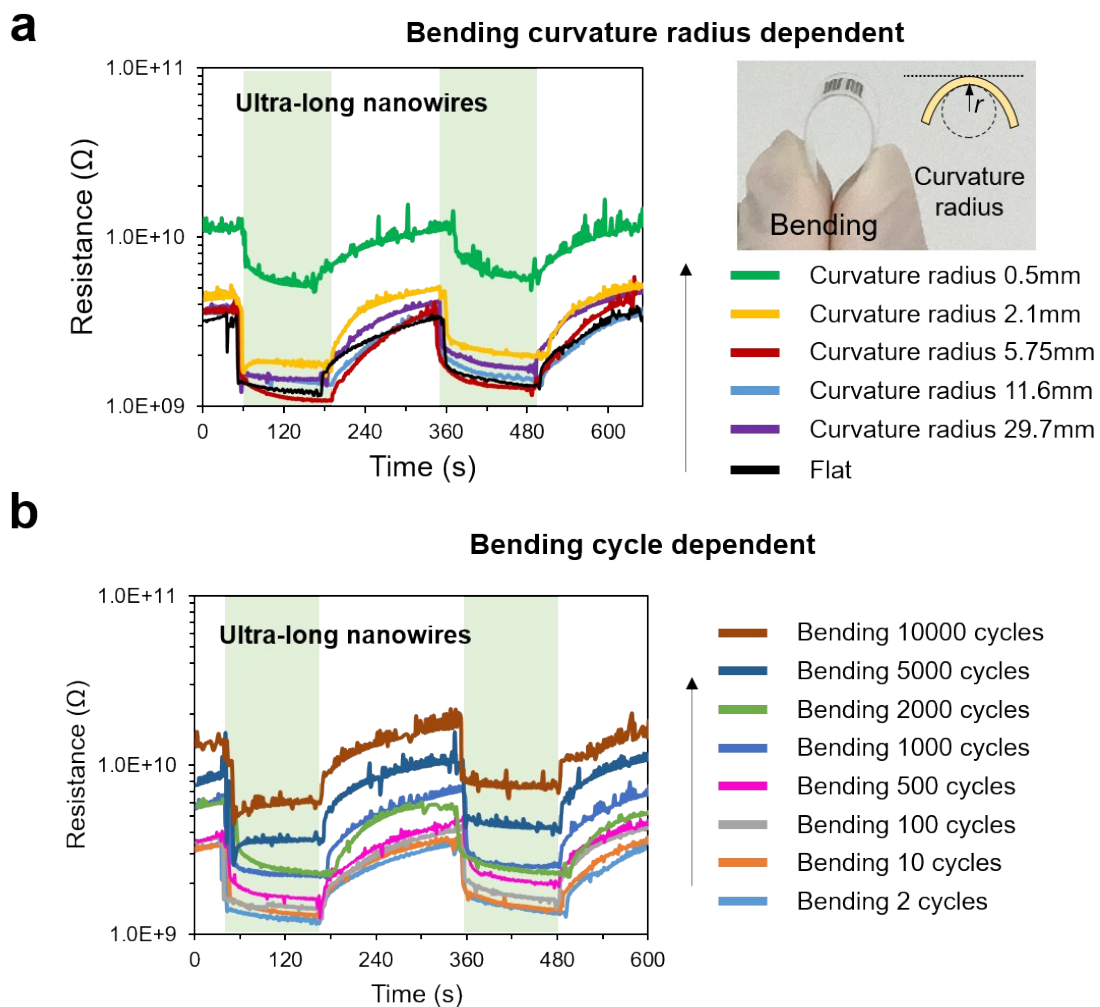 a
Bending curvature radius dependent
1.0E+11
1.0E+10
1.0E+09
Resistance (Ω)
Ultra-long nanowires
0 120 240 360 480 600
Time (s)
Bending
r
Curvature
radius
Curvature radius 0.5mm
Curvature radius 2.1mm
Curvature radius 5.75mm
Curvature radius 11.6mm
Curvature radius 29.7mm
Flat
b
Bending cycle dependent
1.0E+11
1.0E+10
1.0E+9
Resistance (Ω)
Ultra-long nanowires
0 120 240 360 480 600
Time (s)
Bending 10000 cycles
Bending 5000 cycles
Bending 2000 cycles
Bending 1000 cycles
Bending 500 cycles
Bending 100 cycles
Bending 10 cycles
Bending 2 cycles